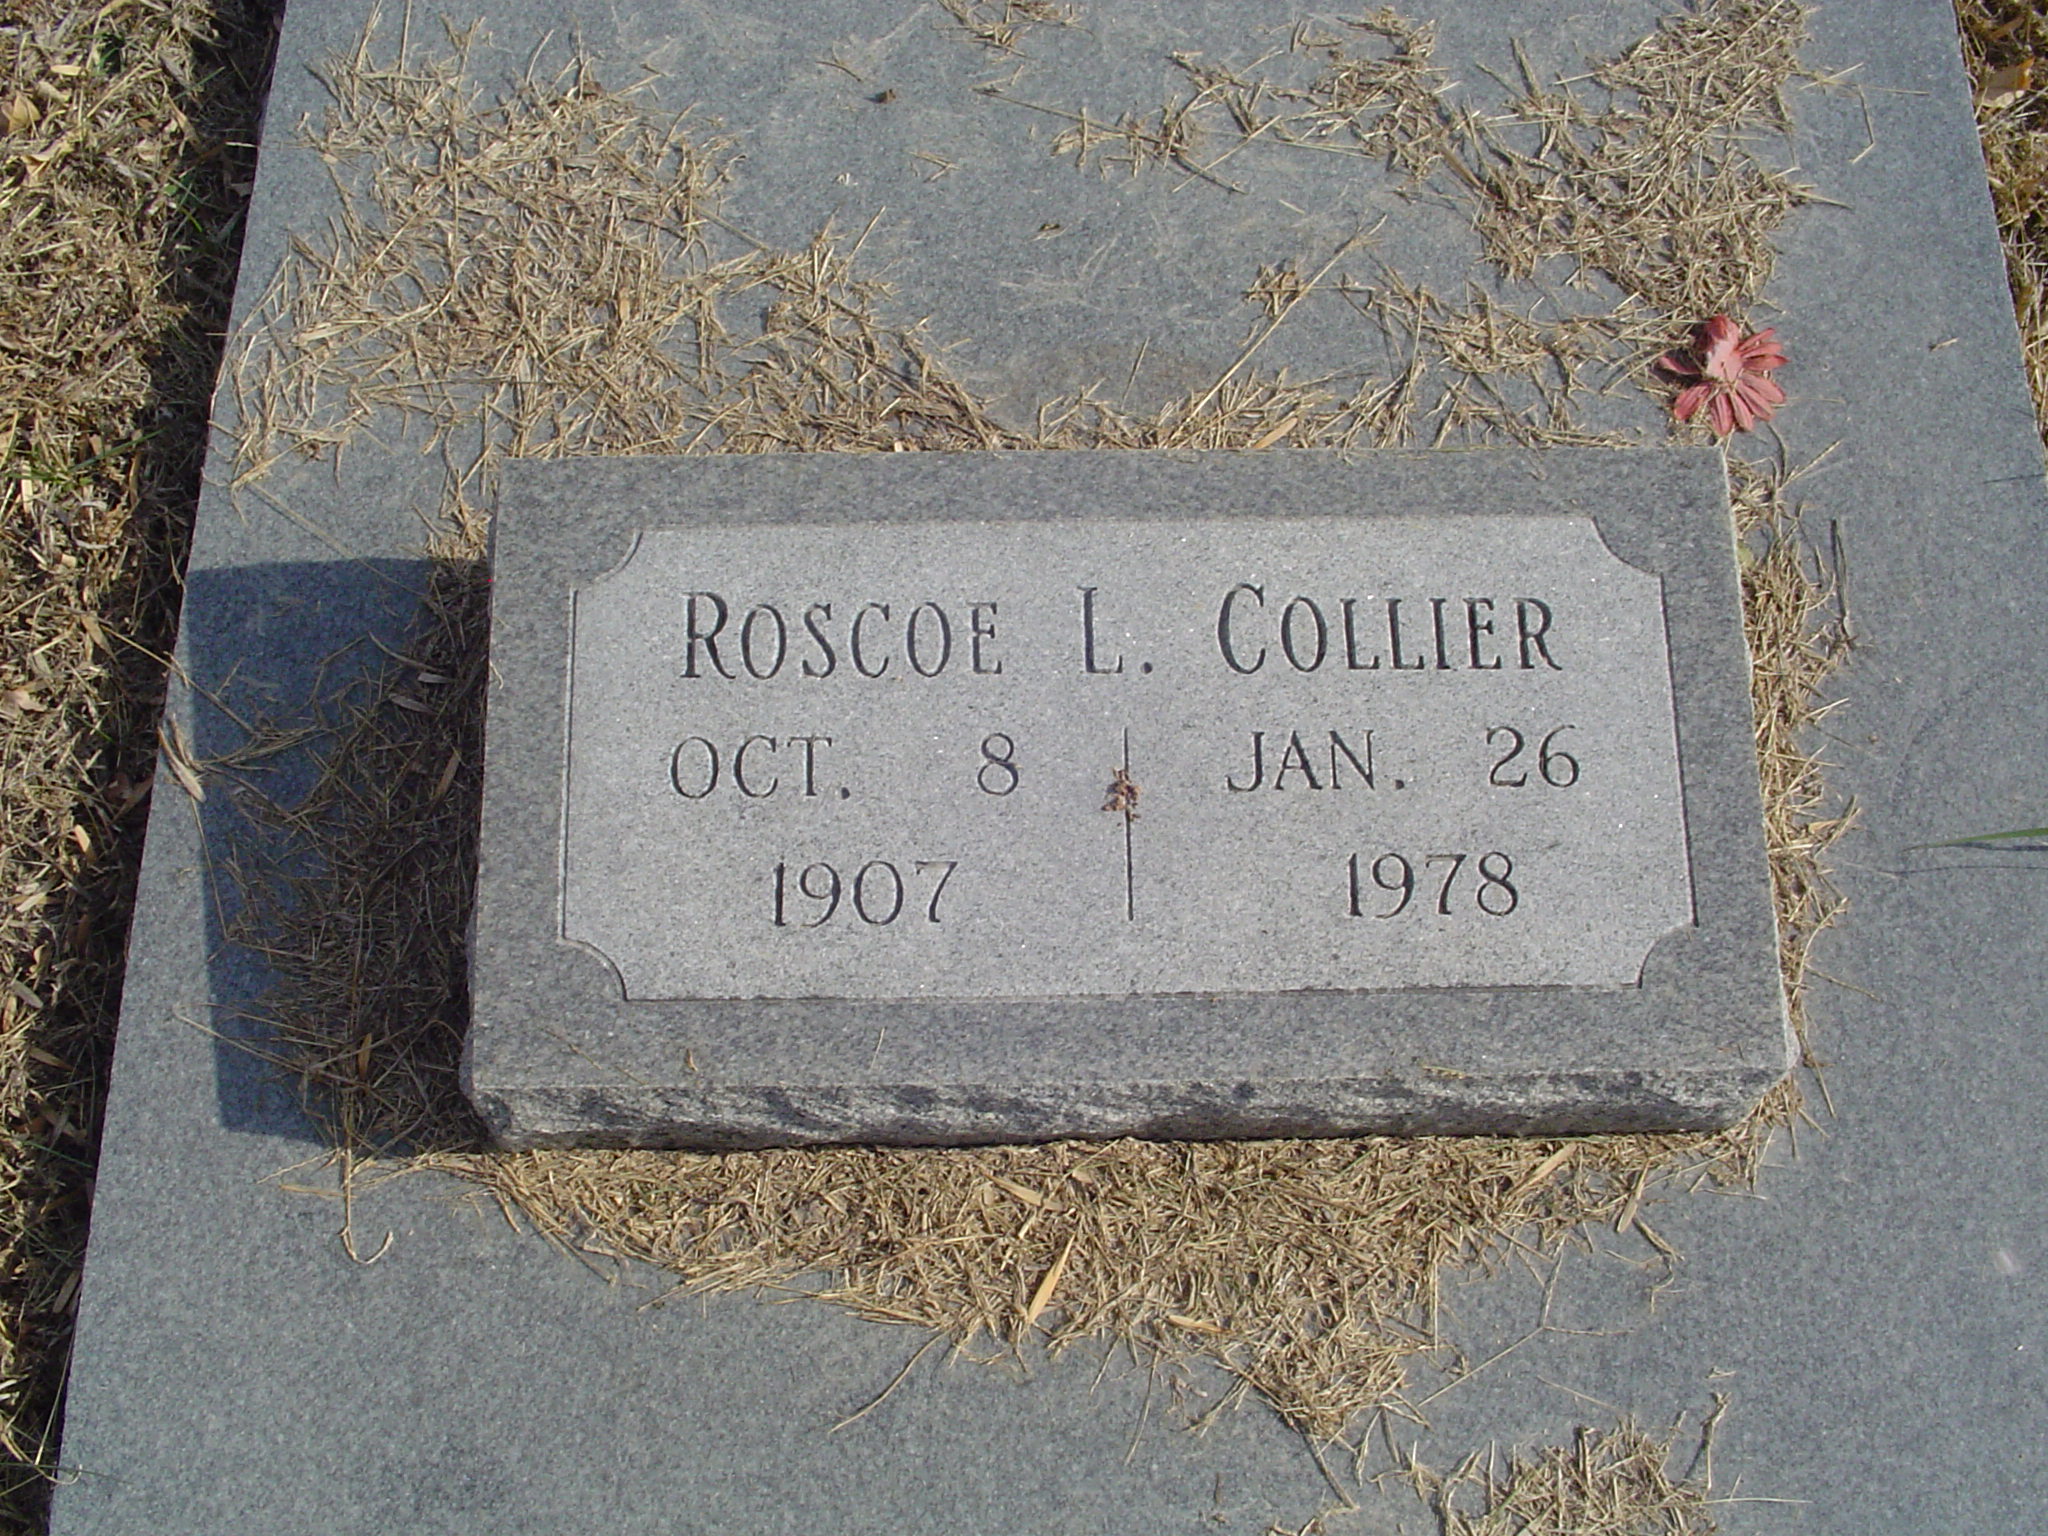 ROSCOE L. COLLIER
OCT. 8 JAN. 26
1907 1978